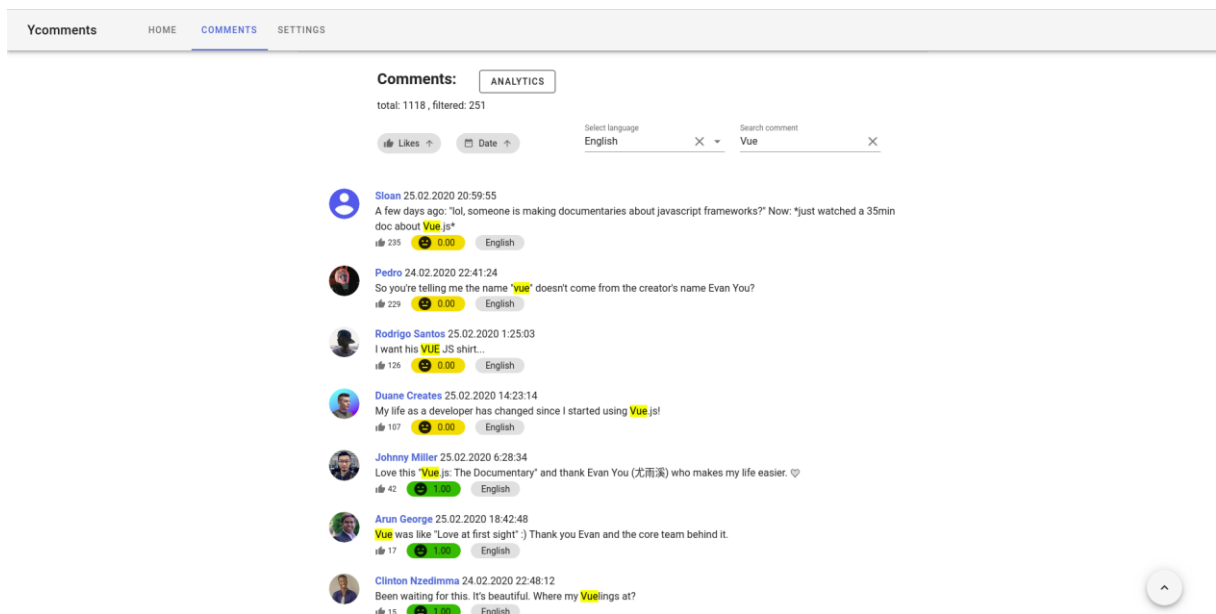 Ycomments HOME COMMENTS SETTINGS
Comments: ANALYTICS
total: 1118 , filtered: 251
Select language Search comment
Likes Date English Vue
Sloan 25.02.2020 20:59:55
A few days ago: "lol, someone is making documentaries about javascript frameworks?" Now: *just watched a 35min
doc about Vue.js*
235 0.00 English
Pedro 24.02.2020 22:41:24
So you're telling me the name "vue" doesn't come from the creator's name Evan You?
229 0.00 English
Rodrigo Santos 25.02.2020 1:25:03
I want his VUE JS shirt...
126 0.00 English
Duane Creates 25.02.2020 14:23:14
My life as a developer has changed since I started using Vue.js!
107 0.00 English
Johnny Miller 25.02.2020 6:28:34
Love this "Vue.js: The Documentary" and thank Evan You (尤雨溪) who makes my life easier. ♡
42 1.00 English
Arun George 25.02.2020 18:42:48
Vue was like "Love at first sight" :) Thank you Evan and the core team behind it.
17 1.00 English
Clinton Nzedimma 24.02.2020 22:48:12
Been waiting for this. It's beautiful. Where my Vuelings at?
15 1.00 English